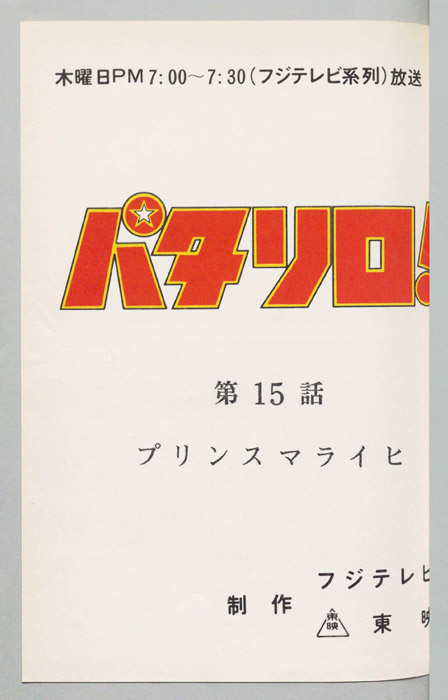 木曜日PM7:00～7:30(フジテレビ系列)放送
パタリロ!
第15話
プリンスマライヒ
フジテレビ
制作
東映
東映